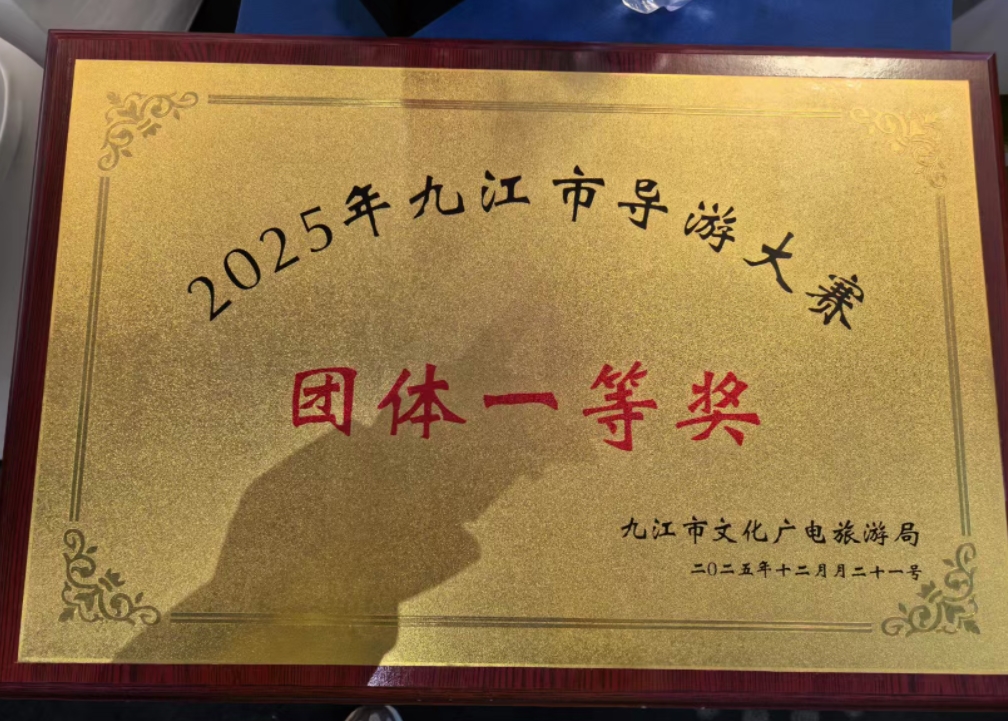 2025年九江市导游大赛
团体一等奖
九江市文化广电旅游局
二〇二五年十二月月二十一号